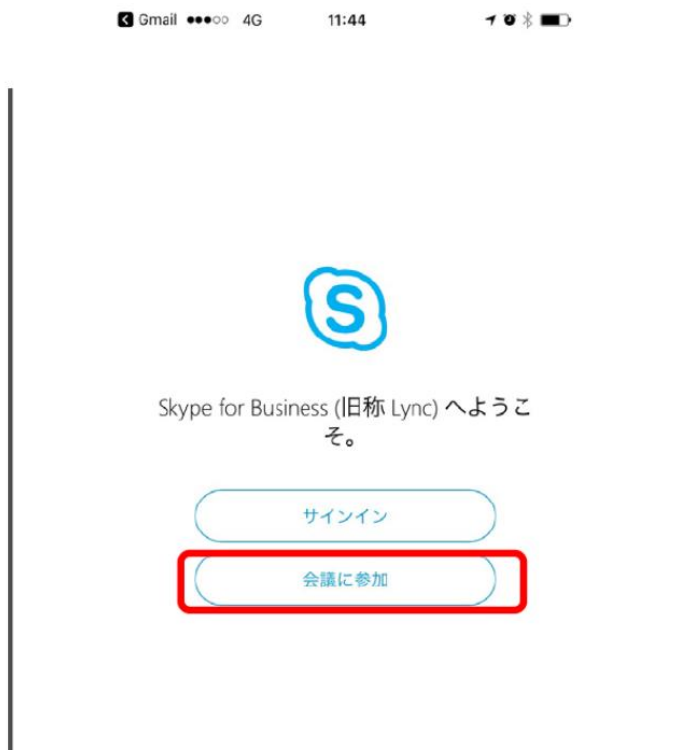 Gmail 4G 11:44
S
Skype for Business (旧称 Lync) へようこ
そ。
サインイン
会議に参加